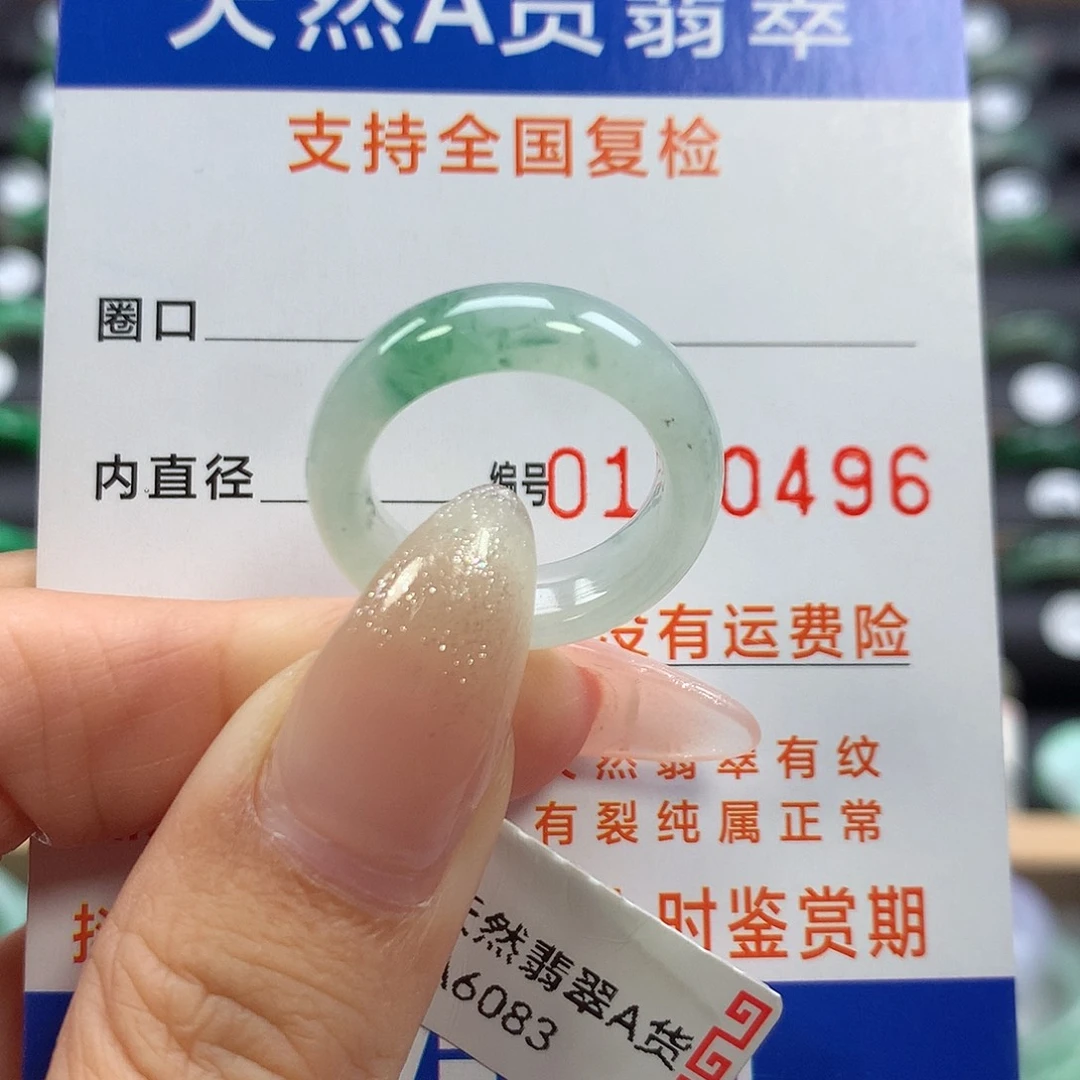 天然A货翡翠
支持全国复检
圈口
内直径
编号01 0496
没有运费险
天然翡翠有纹
有裂纯属正常
时鉴赏期
天然翡翠A货
A6083